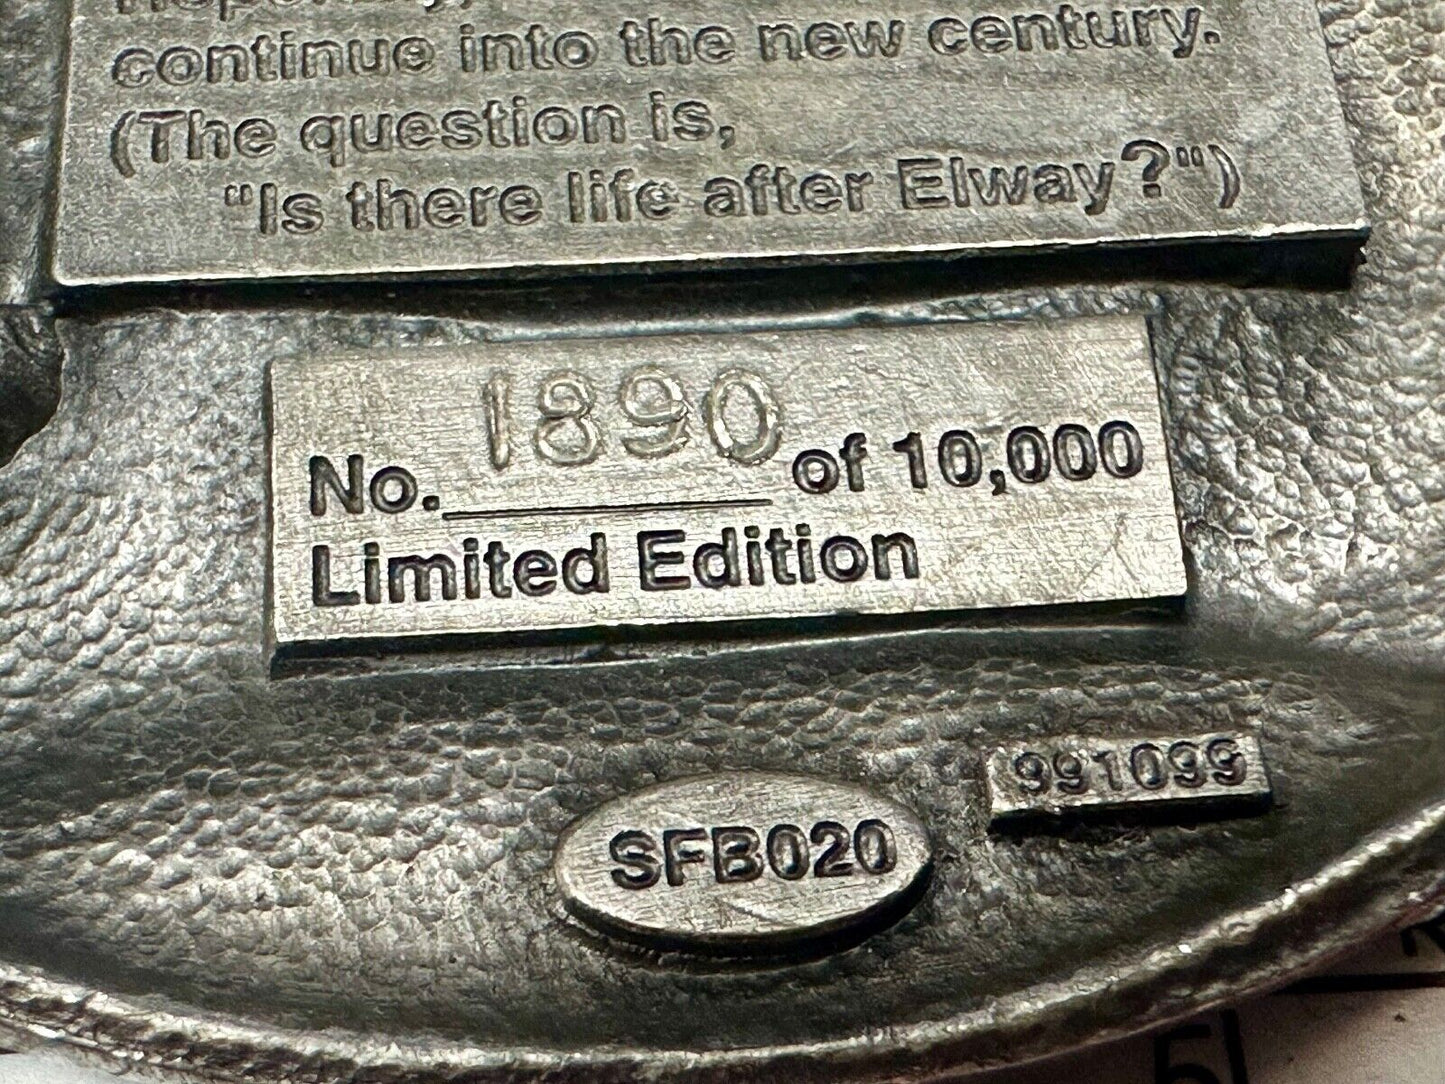 continue into the new century.
(The question is,
"Is there life after Elway?")
No. 1890 of 10,000
Limited Edition
991099
SFB020
5